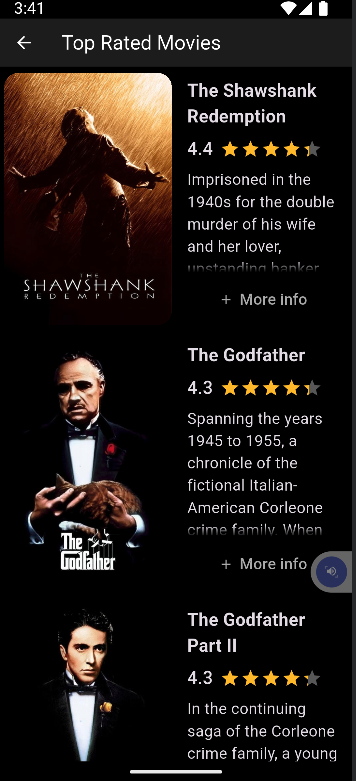 3:41
Top Rated Movies
THE
SHAWSHANK
REDEMPTION
The Shawshank
Redemption
4.4
Imprisoned in the
1940s for the double
murder of his wife
and her lover,
upstanding banker
+ More info
The
Godfather
The Godfather
4.3
Spanning the years
1945 to 1955, a
chronicle of the
fictional Italian-
American Corleone
crime family. When
+ More info
The Godfather
Part II
4.3
In the continuing
saga of the Corleone
crime family, a young